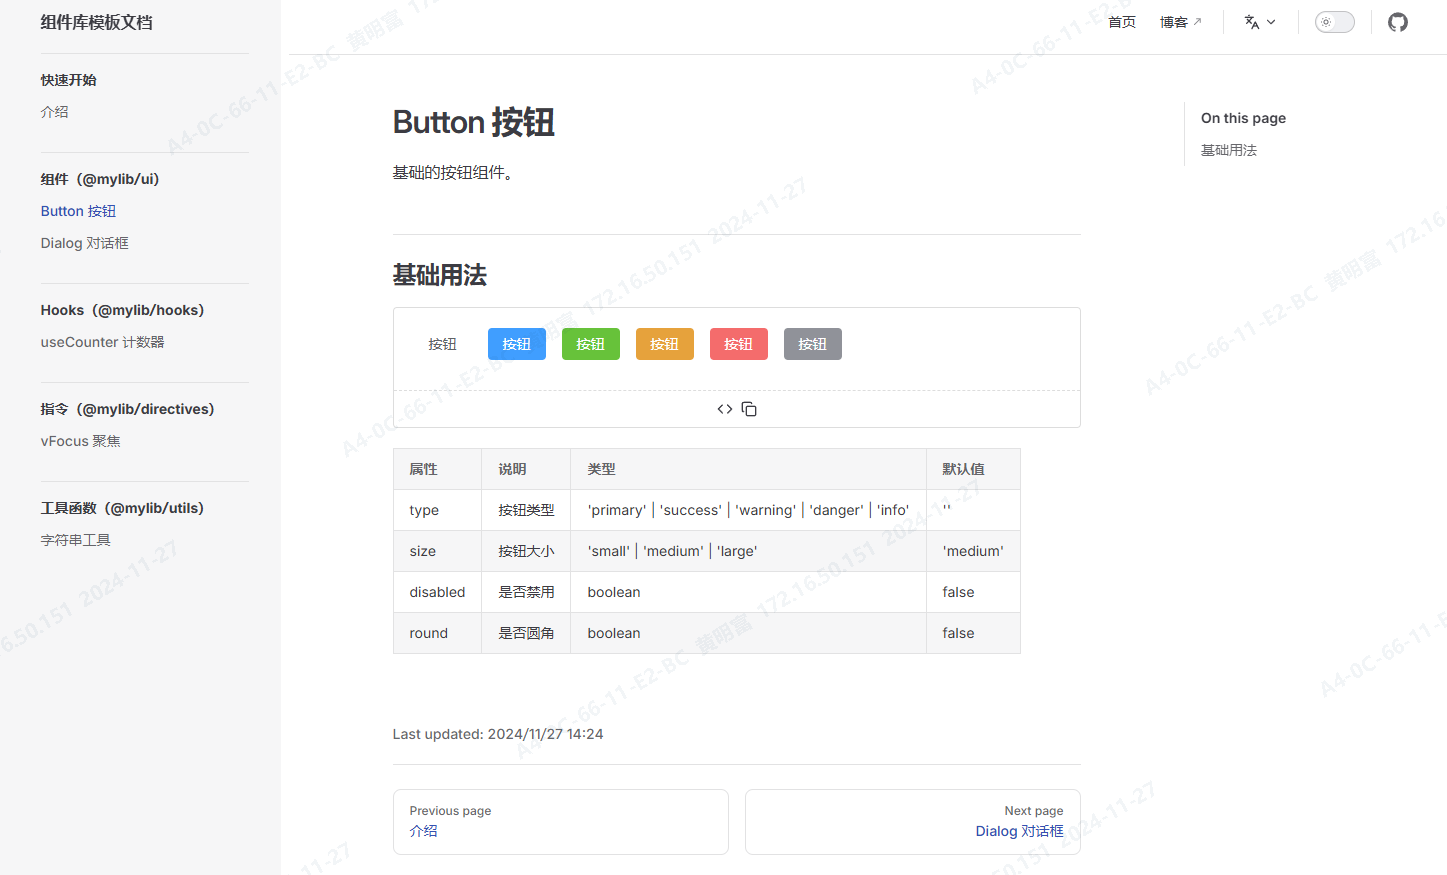 组件库模板文档
首页
博客
快速开始
介绍
组件（@mylib/ui）
Button 按钮
Dialog 对话框
Hooks（@mylib/hooks）
useCounter 计数器
指令（@mylib/directives）
vFocus 聚焦
工具函数（@mylib/utils）
字符串工具
Button 按钮
基础的按钮组件。
基础用法
按钮 按钮 按钮 按钮 按钮 按钮
属性 说明 类型 默认值
type 按钮类型 'primary' | 'success' | 'warning' | 'danger' | 'info' ''
size 按钮大小 'small' | 'medium' | 'large' 'medium'
disabled 是否禁用 boolean false
round 是否圆角 boolean false
Last updated: 2024/11/27 14:24
Previous page
介绍
Next page
Dialog 对话框
On this page
基础用法
A4-0C-66-11-E2-BC 黄明富 172.16.50.151 2024-11-27